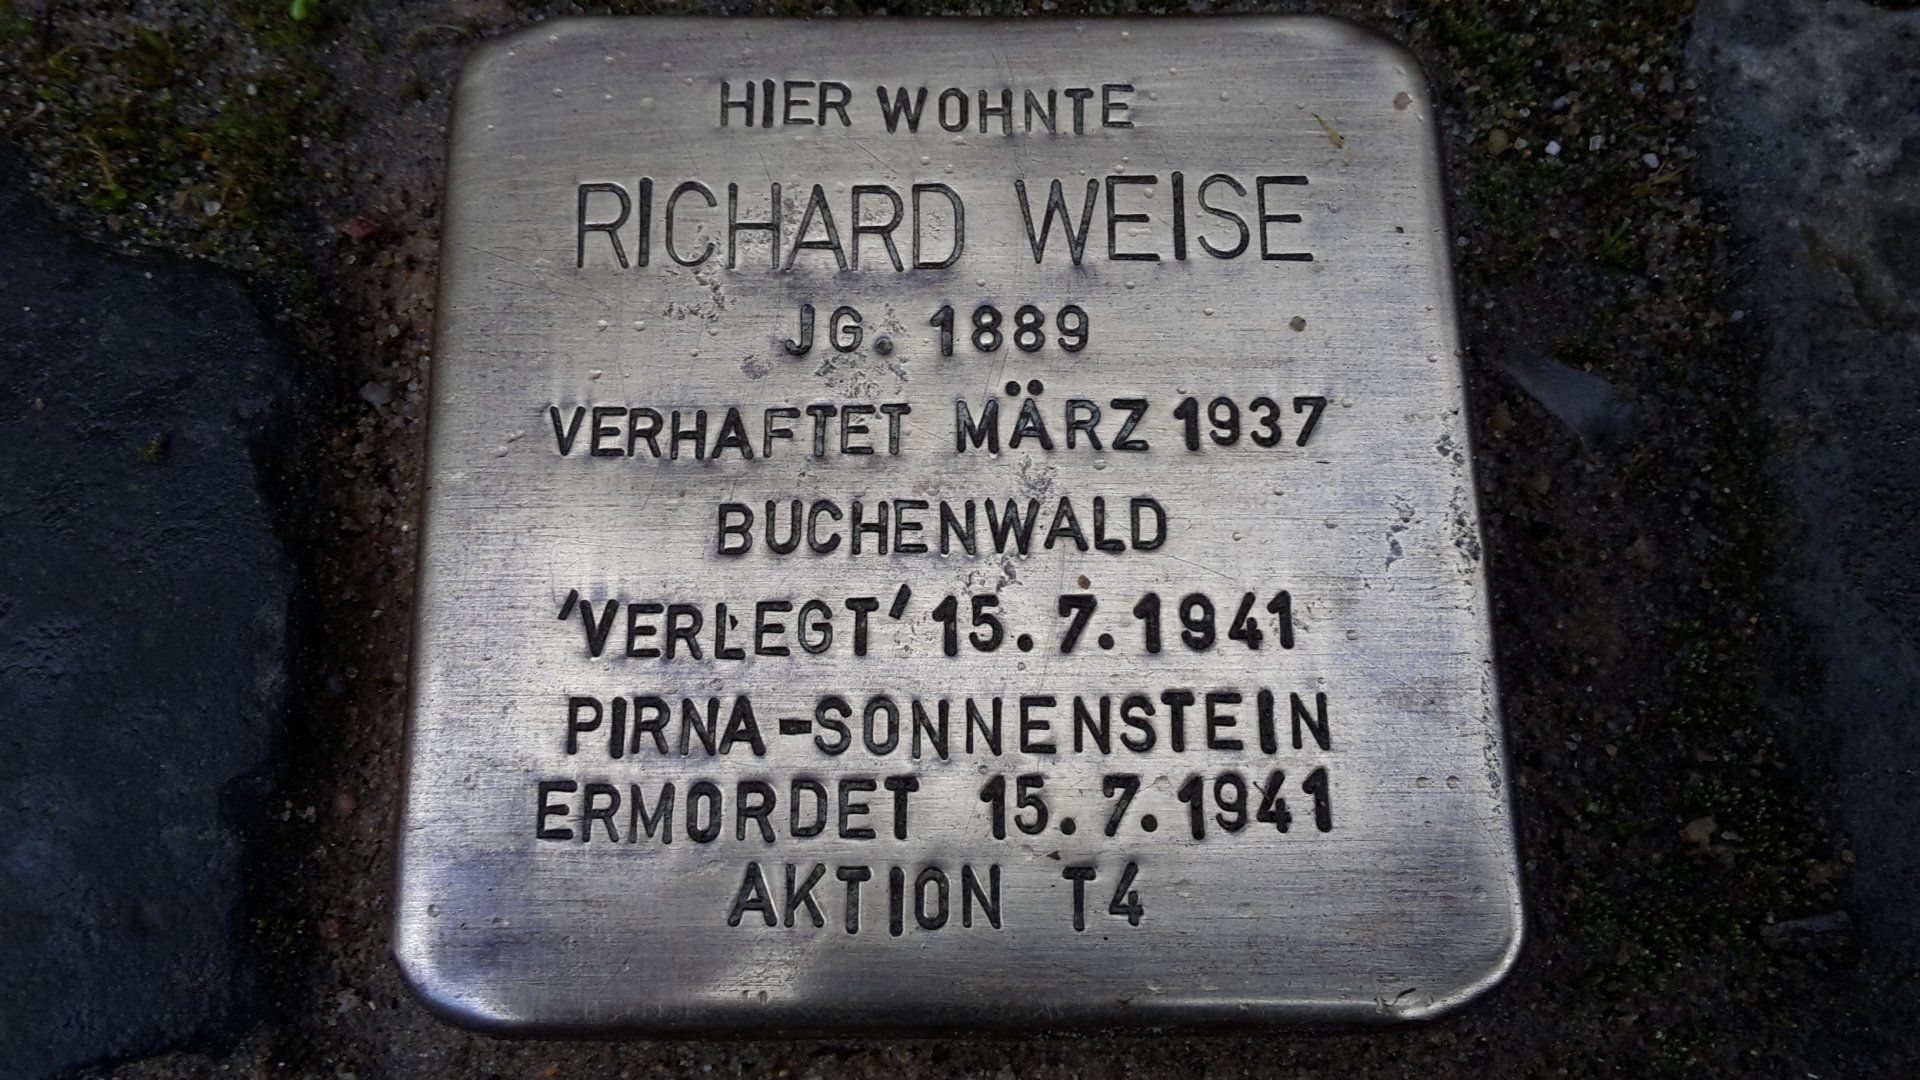 HIER WOHNTE
RICHARD WEISE
JG. 1889
VERHAFTET MÄRZ 1937
BUCHENWALD
'VERLEGT' 15.7.1941
PIRNA-SONNENSTEIN
ERMORDET 15.7.1941
AKTION T4